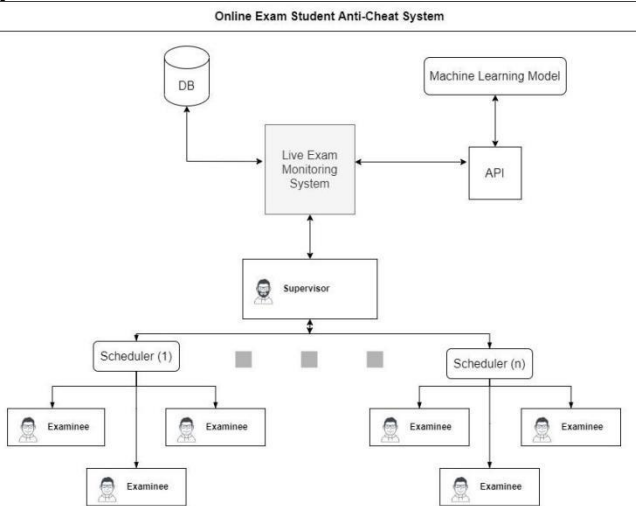 Online Exam Student Anti-Cheat System
DB
Machine Learning Model
Live Exam
Monitoring
System
API
Supervisor
Scheduler (1)
Scheduler (n)
Examinee
Examinee
Examinee
Examinee
Examinee
Examinee